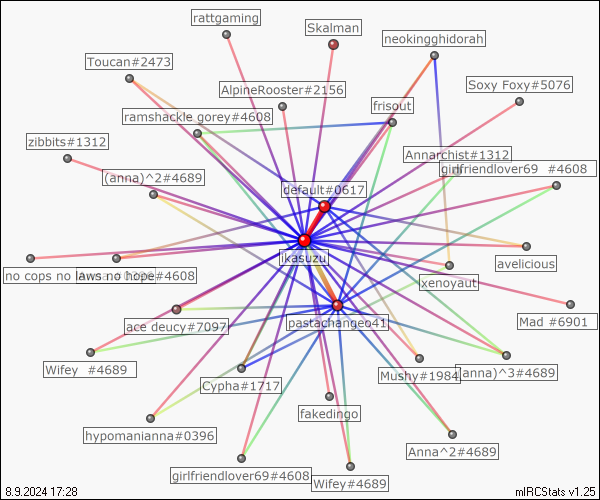 rattgaming
Skalman
neokingghidorah
Toucan#2473
Soxy Foxy#5076
AlpineRooster#2156
frisout
ramshackle gorey#4608
zibbits#1312
Annarchist#1312
girlfriendlover69 #4608
(anna)^2#4689
default#0617
ikasuzu
no cops no laws no hope#4608
avelicious
xenoyaut
ace deucy#7097
pastachangeo41
Mad #6901
Wifey #4689
Cypha#1717
Mushy#1984
(anna)^3#4689
fakedingo
hypomanianna#0396
Anna^2#4689
girlfriendlover69#4608
Wifey#4689
8.9.2024 17:28
mIRCStats v1.25